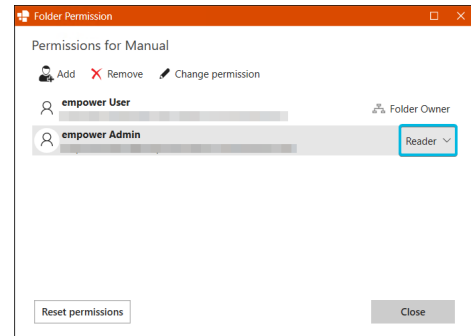 Folder Permission
Permissions for Manual
Add Remove Change permission
empower User
Folder Owner
empower Admin
Reader
Reset permissions Close